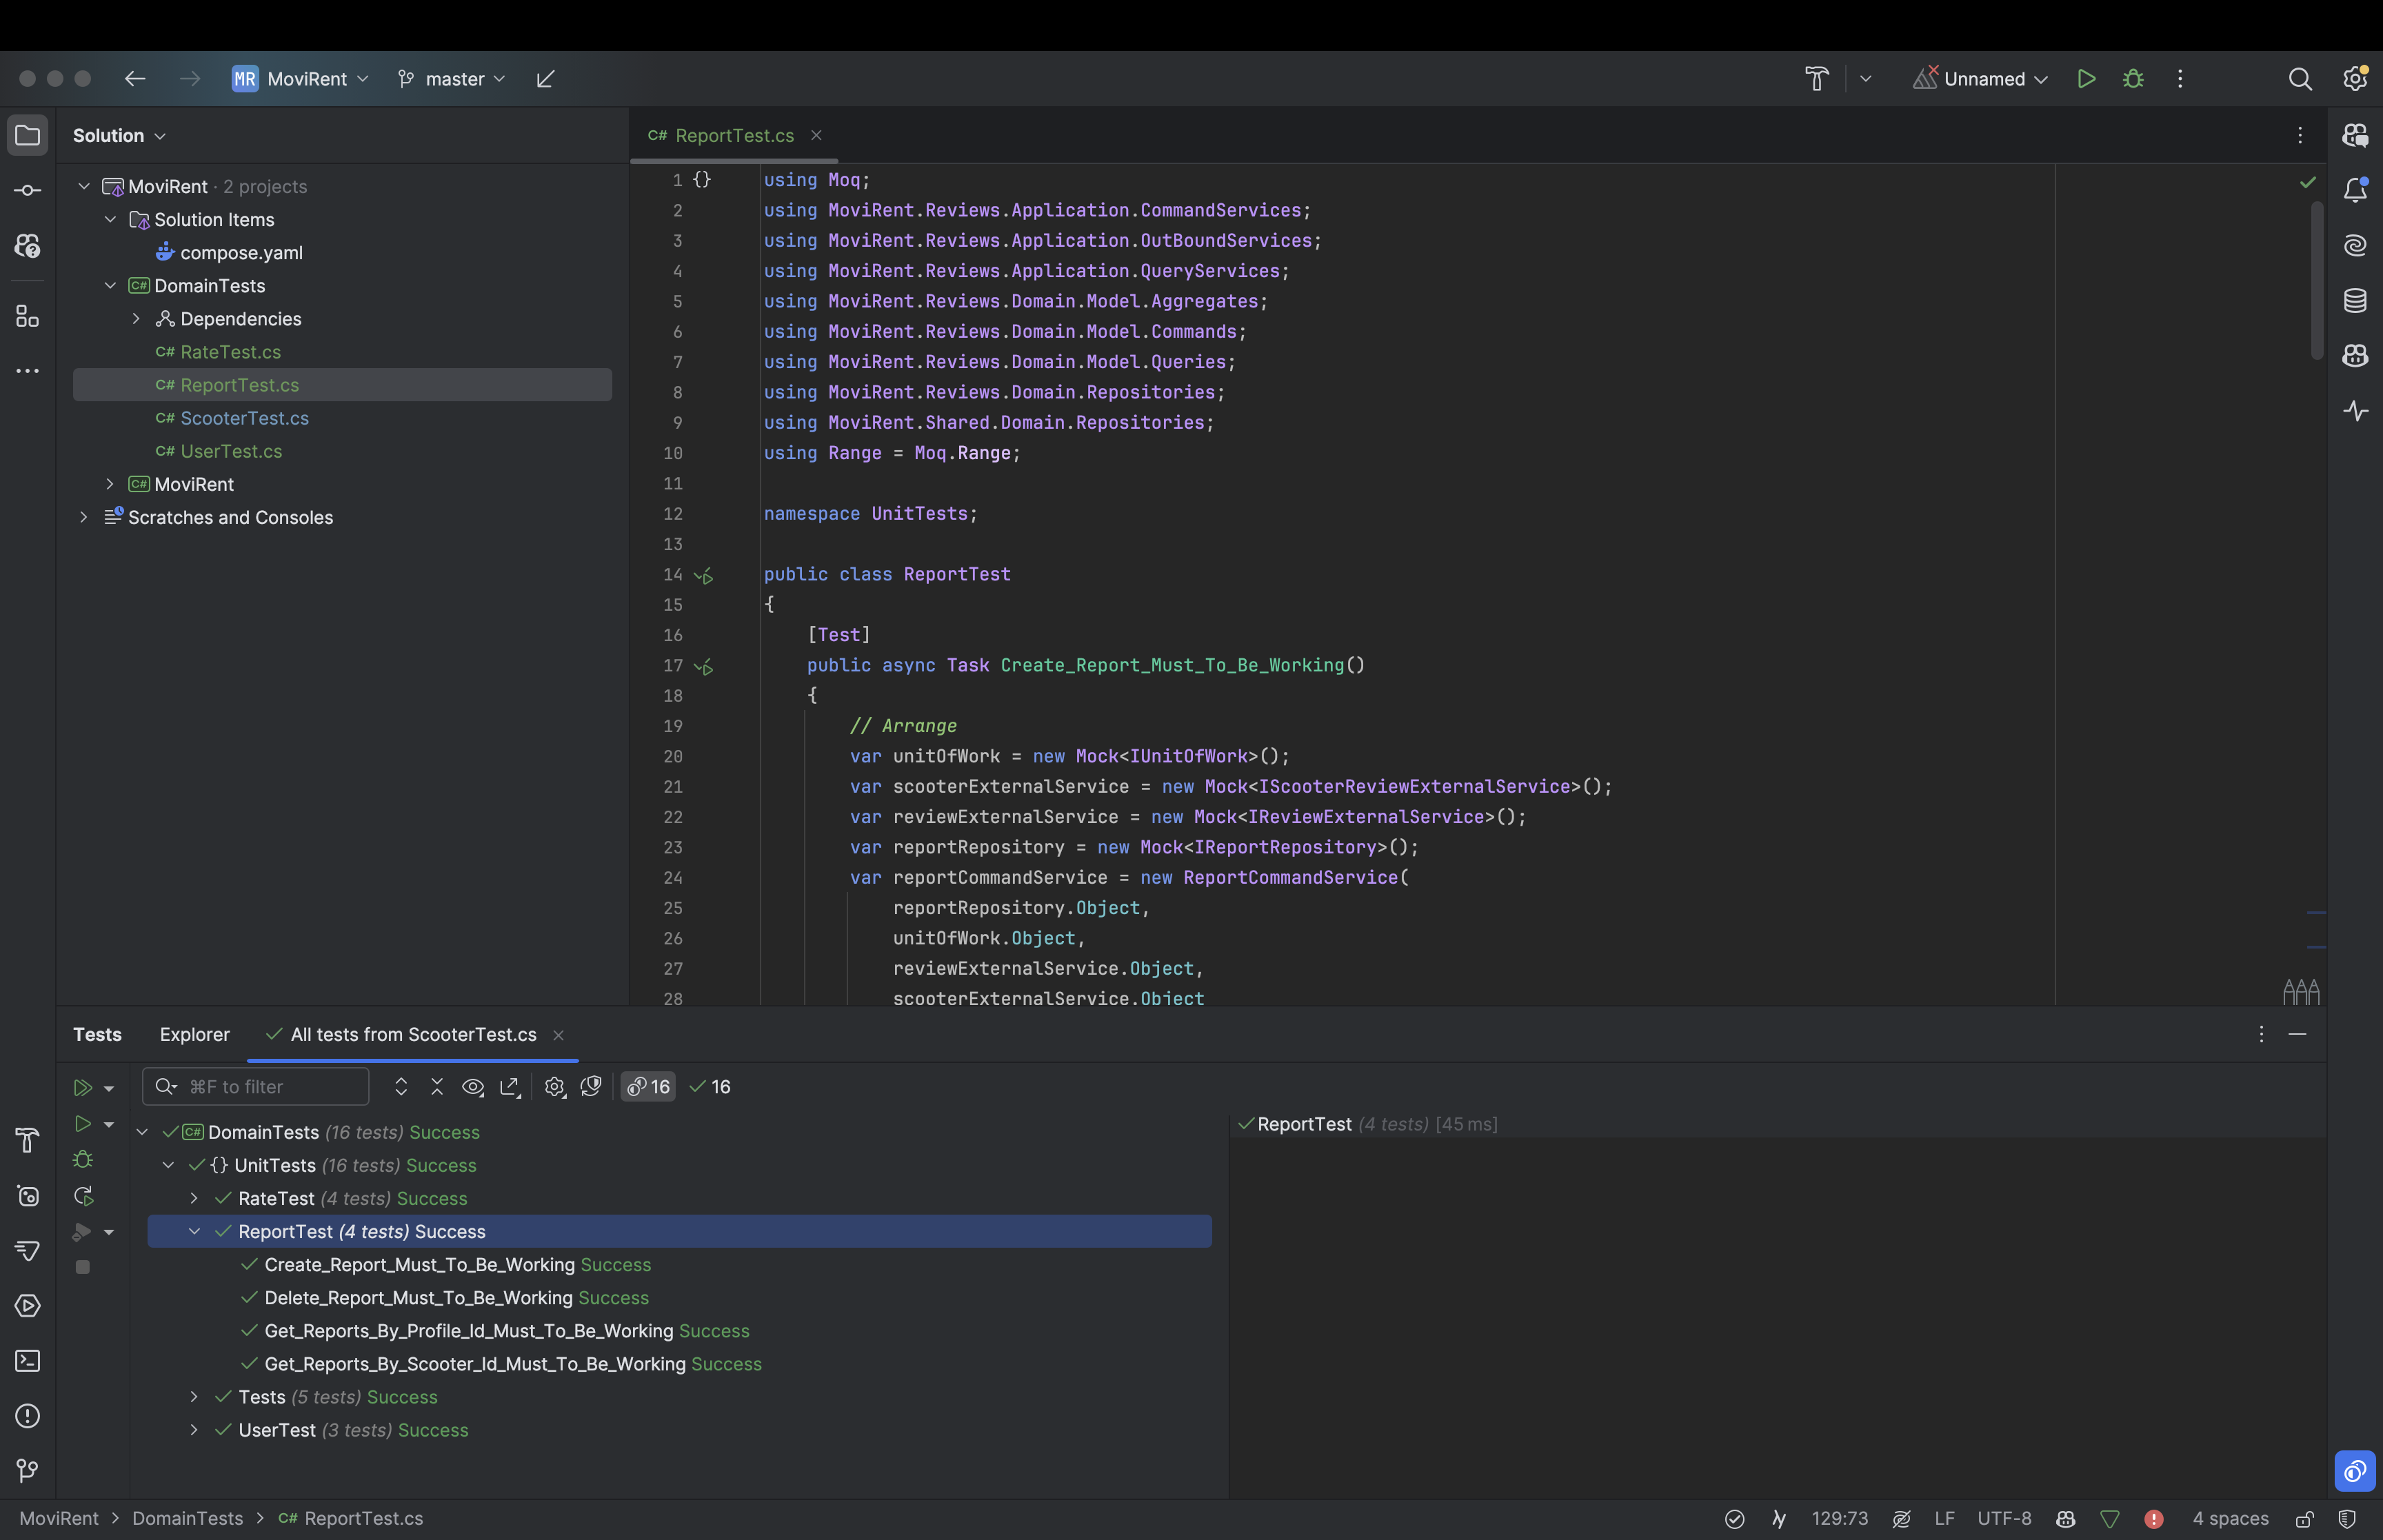 MR MoviRent master
Unnamed
Solution
MoviRent · 2 projects
Solution Items
compose.yaml
DomainTests
Dependencies
C# RateTest.cs
C# ReportTest.cs
C# ScooterTest.cs
C# UserTest.cs
C# MoviRent
Scratches and Consoles
C# ReportTest.cs
1 {} using Moq;
2 using MoviRent.Reviews.Application.CommandServices;
3 using MoviRent.Reviews.Application.OutBoundServices;
4 using MoviRent.Reviews.Application.QueryServices;
5 using MoviRent.Reviews.Domain.Model.Aggregates;
6 using MoviRent.Reviews.Domain.Model.Commands;
7 using MoviRent.Reviews.Domain.Model.Queries;
8 using MoviRent.Reviews.Domain.Repositories;
9 using MoviRent.Shared.Domain.Repositories;
10 using Range = Moq.Range;
11
12 namespace UnitTests;
13
14 public class ReportTest
15 {
16 [Test]
17 public async Task Create_Report_Must_To_Be_Working()
18 {
19 // Arrange
20 var unitOfWork = new Mock<IUnitOfWork>();
21 var scooterExternalService = new Mock<IScooterReviewExternalService>();
22 var reviewExternalService = new Mock<IReviewExternalService>();
23 var reportRepository = new Mock<IReportRepository>();
24 var reportCommandService = new ReportCommandService(
25 reportRepository.Object,
26 unitOfWork.Object,
27 reviewExternalService.Object,
28 scooterExternalService.Object
Tests Explorer All tests from ScooterTest.cs
⌘F to filter 16 16
C# DomainTests (16 tests) Success
{} UnitTests (16 tests) Success
RateTest (4 tests) Success
ReportTest (4 tests) Success
Create_Report_Must_To_Be_Working Success
Delete_Report_Must_To_Be_Working Success
Get_Reports_By_Profile_Id_Must_To_Be_Working Success
Get_Reports_By_Scooter_Id_Must_To_Be_Working Success
Tests (5 tests) Success
UserTest (3 tests) Success
ReportTest (4 tests) [45 ms]
MoviRent > DomainTests > C# ReportTest.cs
129:73 LF UTF-8 4 spaces